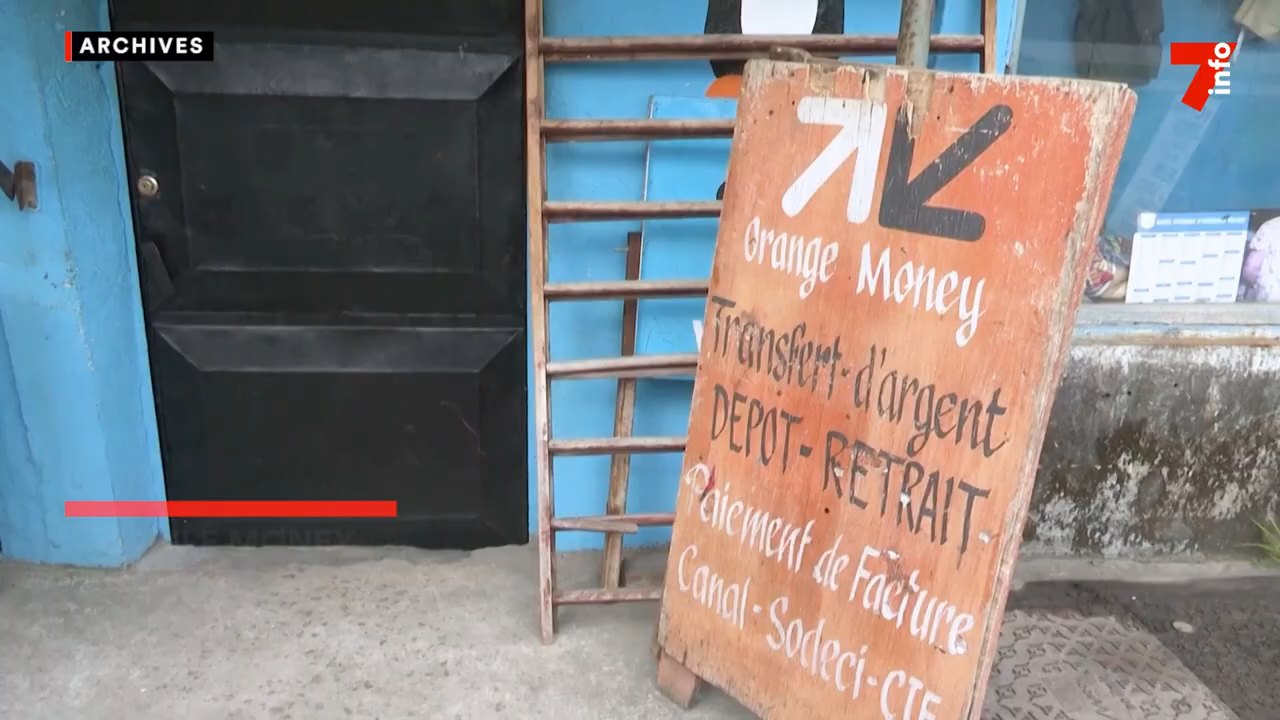 ARCHIVES
7info
Orange Money
Transfert d'argent
DEPOT - RETRAIT -
Paiement de Facture
Canal - Sodeci - CIE